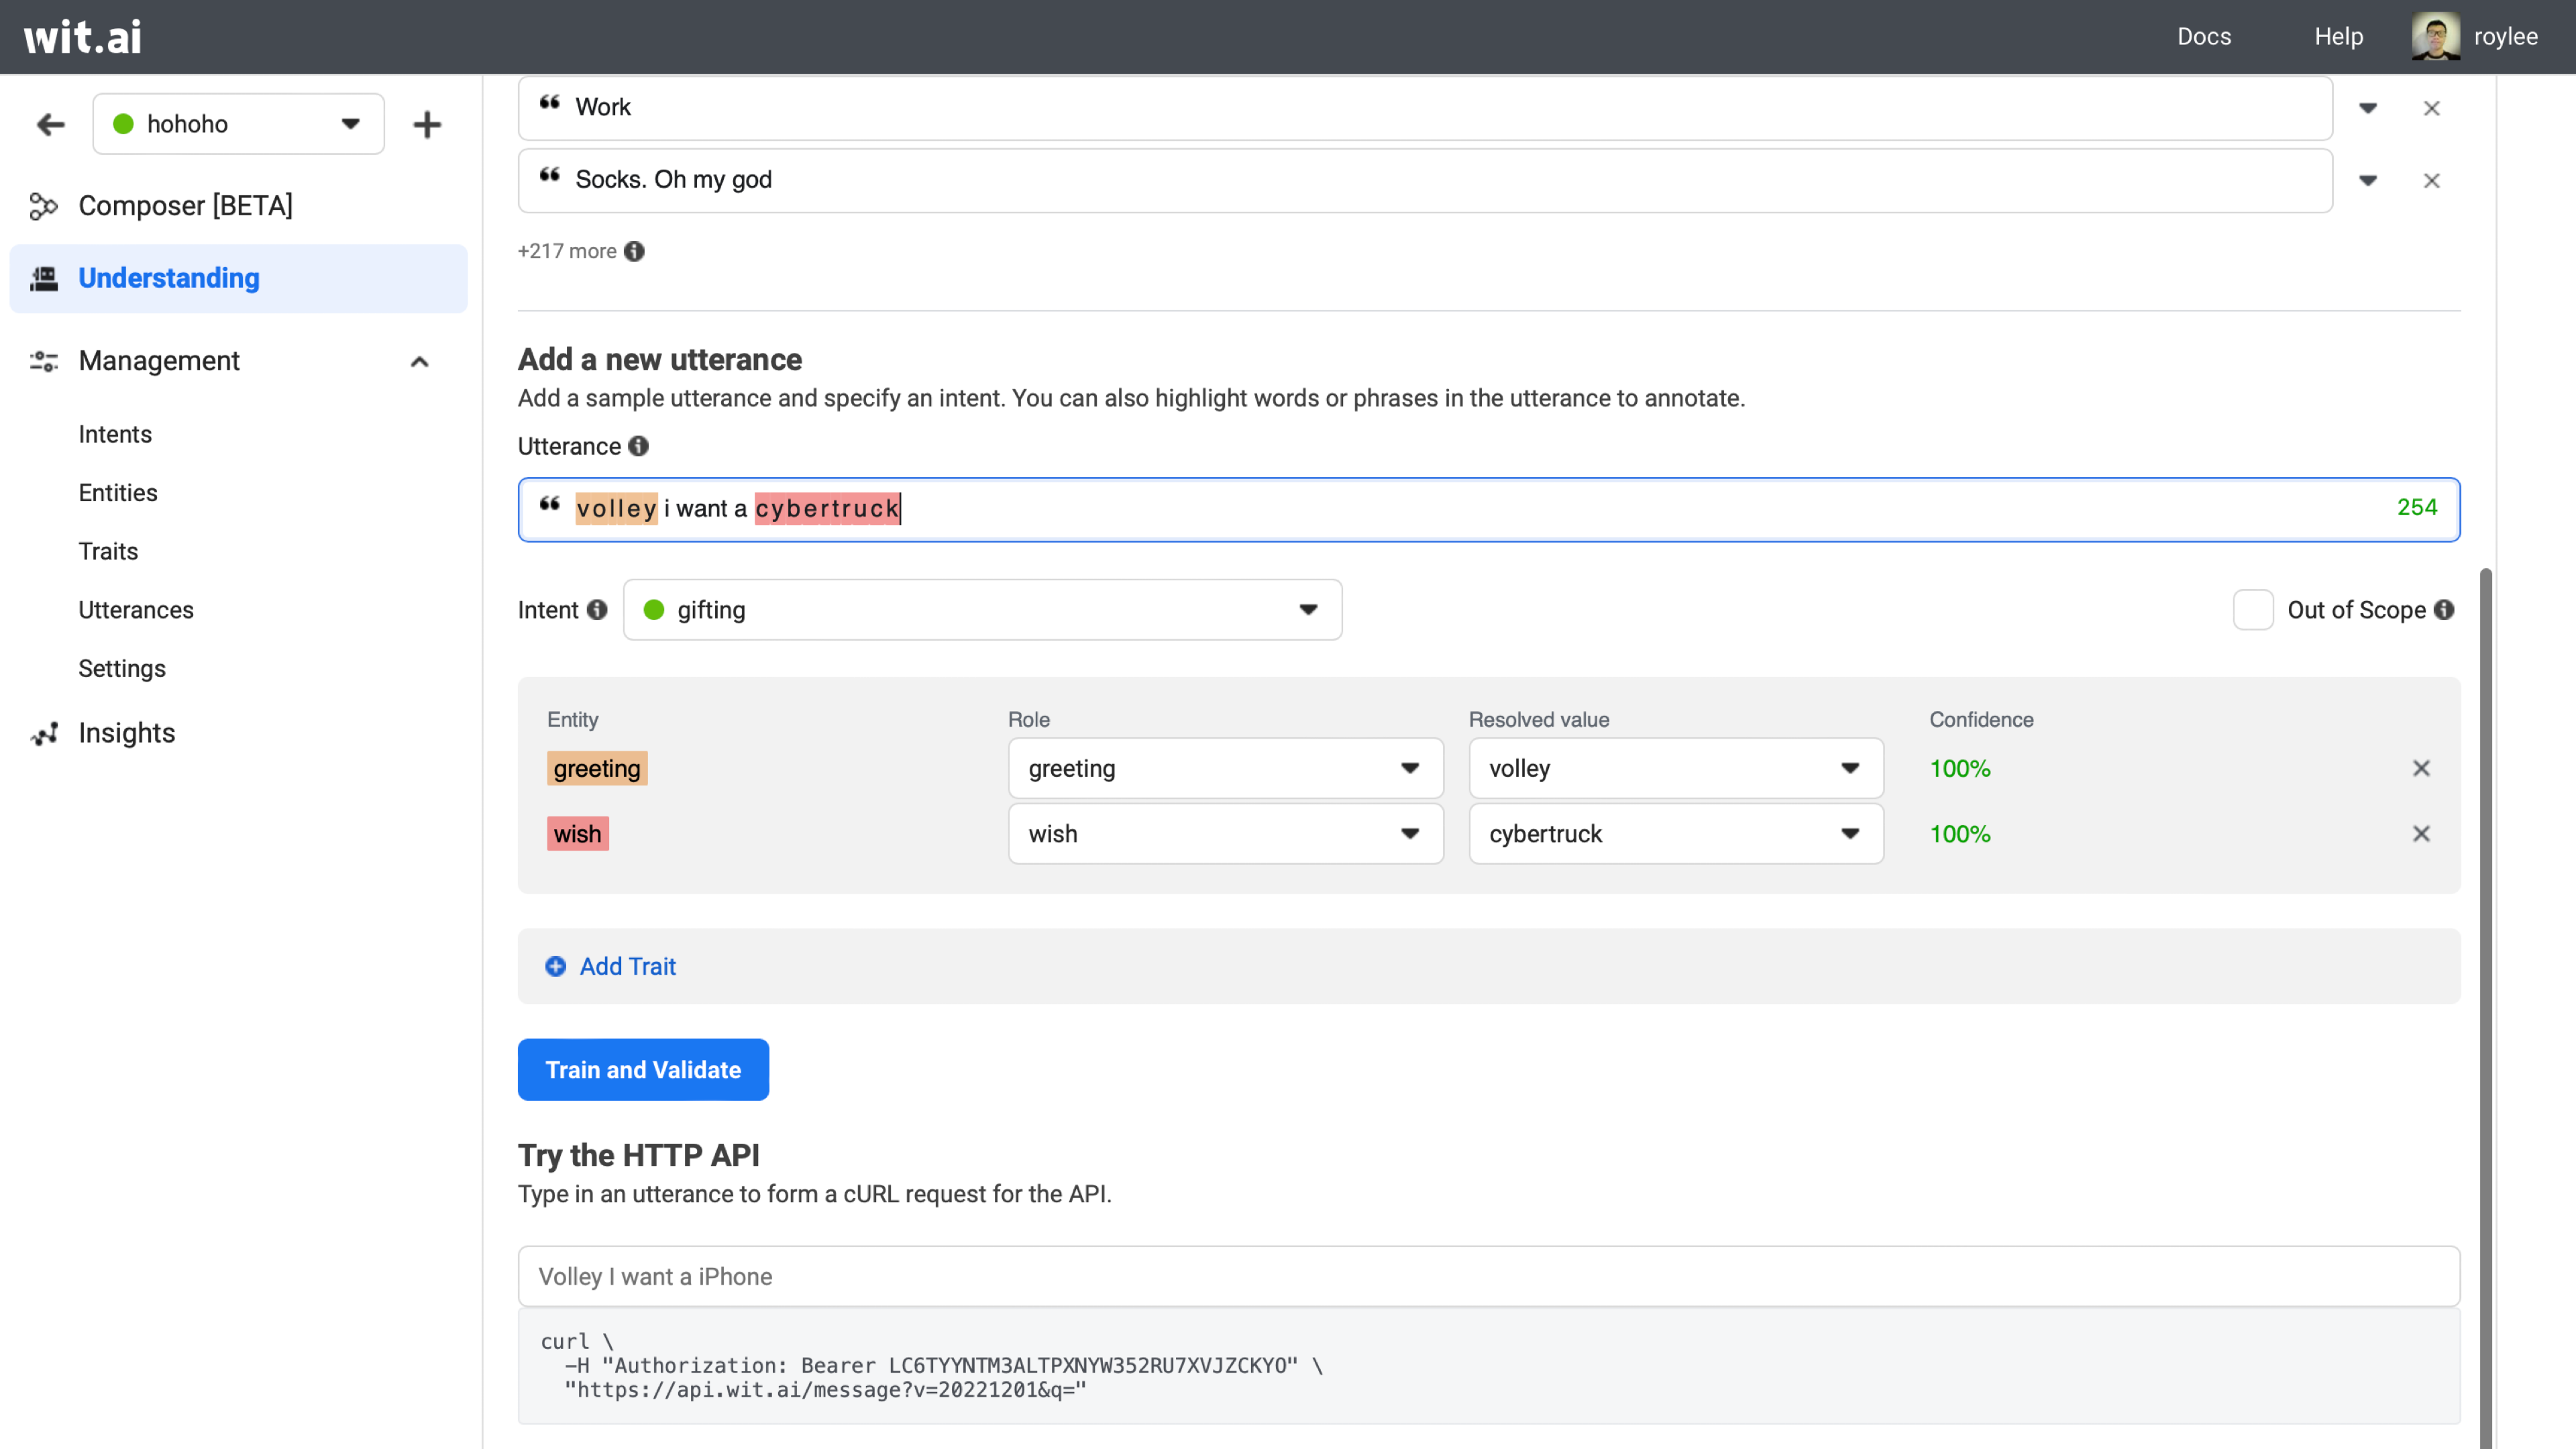 wit.ai
Docs
Help
roylee
hohoho
Composer [BETA]
Understanding
Management
Intents
Entities
Traits
Utterances
Settings
Insights
❝ Work
❝ Socks. Oh my god
+217 more
Add a new utterance
Add a sample utterance and specify an intent. You can also highlight words or phrases in the utterance to annotate.
Utterance
❝ volley i want a cybertruck 254
Intent gifting Out of Scope
Entity Role Resolved value Confidence
greeting greeting volley 100%
wish wish cybertruck 100%
Add Trait
Train and Validate
Try the HTTP API
Type in an utterance to form a cURL request for the API.
Volley I want a iPhone
curl \
-H "Authorization: Bearer LC6TYYNTM3ALTPXNYW352RU7XVJZCKYO" \
"https://api.wit.ai/message?v=20221201&q="